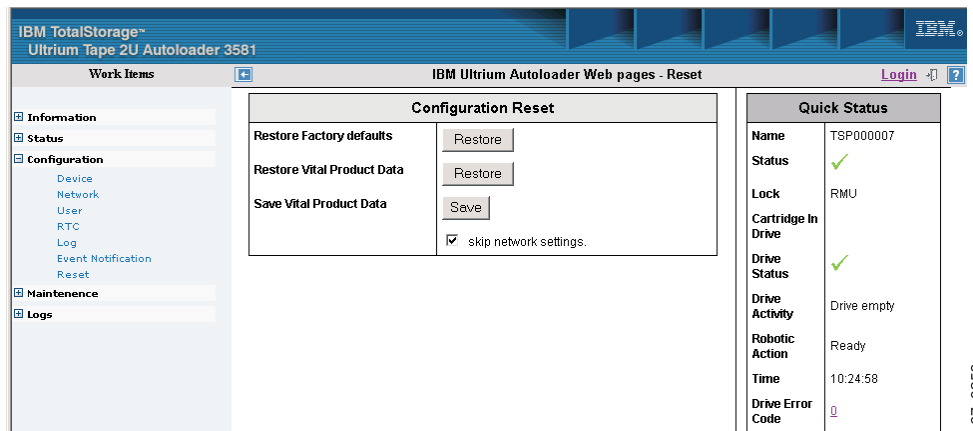 IBM TotalStorage™
Ultrium Tape 2U Autoloader 3581
IBM®
Work Items
IBM Ultrium Autoloader Web pages - Reset
Login
?
Information
Status
Configuration
Device
Network
User
RTC
Log
Event Notification
Reset
Maintenence
Logs
Configuration Reset
Restore Factory defaults
Restore
Restore Vital Product Data
Restore
Save Vital Product Data
Save
skip network settings.
Quick Status
Name TSP000007
Status
Lock RMU
Cartridge In
Drive
Drive
Status
Drive
Activity Drive empty
Robotic
Action Ready
Time 10:24:58
Drive Error
Code 0